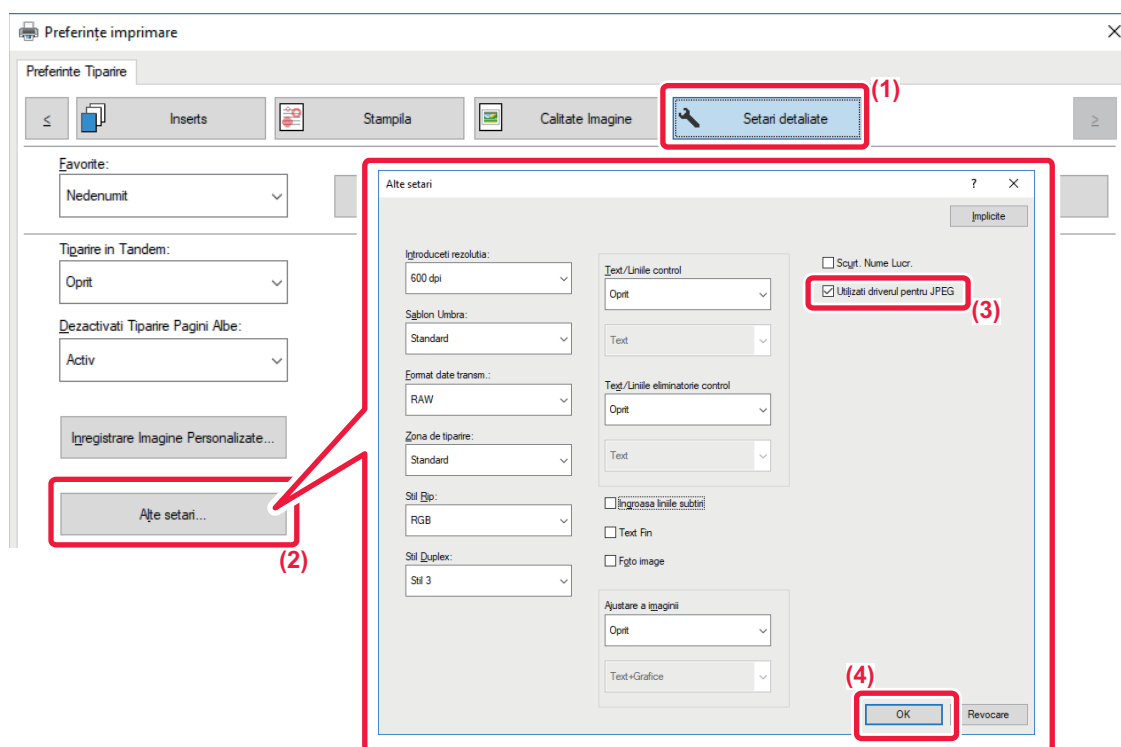 Preferințe imprimare
Preferinte Tiparire
(1)
<
Inserts
Stampila
Calitate Imagine
Setari detaliate
>
Favorite:
Nedenumit
Tiparire in Tandem:
Oprit
Dezactivati Tiparire Pagini Albe:
Activ
Inregistrare Imagine Personalizate...
Alte setari...
(2)
Alte setari
?
Implicite
Introduceti rezolutia:
600 dpi
Sablon Umbra:
Standard
Format date transm.:
RAW
Zona de tiparire:
Standard
Stil Rip:
RGB
Stil Duplex:
Stil 3
Text/Liniile control
Oprit
Text
Text/Liniile eliminatorie control
Oprit
Text
Ingroasa liniile subtiri
Text Fin
Foto image
Ajustare a imaginii
Oprit
Text+Grafice
Scurt. Nume Lucr.
Utilizati driverul pentru JPEG
(3)
(4)
OK
Revocare